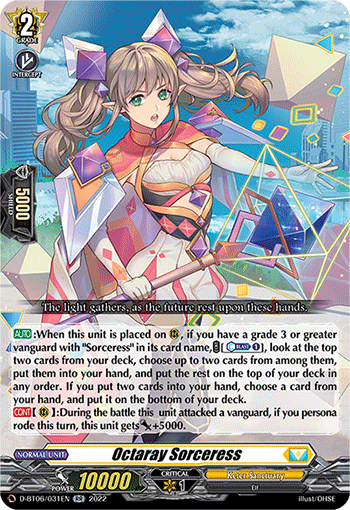 2
GRADE
INTERCEPT
5000
SHIELD
The light gathers, as the future rest upon these hands.
AUTO:When this unit is placed on , if you have a grade 3 or greater
vanguard with "Sorceress" in its card name, [ BLAST 1], look at the top
two cards from your deck, choose up to two cards from among them,
put them into your hand, and put the rest on the top of your deck in
any order. If you put two cards into your hand, choose a card from
your hand, and put it on the bottom of your deck.
CONT【 】:During the battle this unit attacked a vanguard, if you persona
rode this turn, this unit gets +5000.
NORMAL UNIT
Octaray Sorceress
POWER 10000
CRITICAL
1
Keter Sanctuary
Elf
D-BT06/031EN RR 2022
illust/OHSE